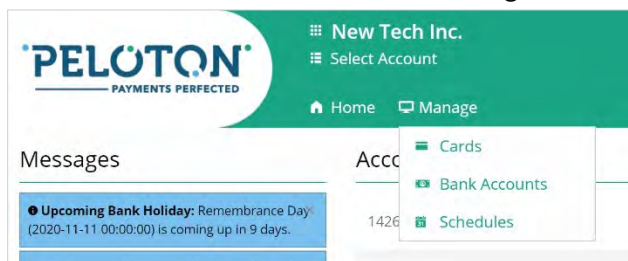 New Tech Inc.
Select Account
PELOTON
PAYMENTS PERFECTED
Home Manage
Messages
Acco
Cards
Bank Accounts
Schedules
Upcoming Bank Holiday: Remembrance Day
(2020-11-11 00:00:00) is coming up in 9 days.
1426